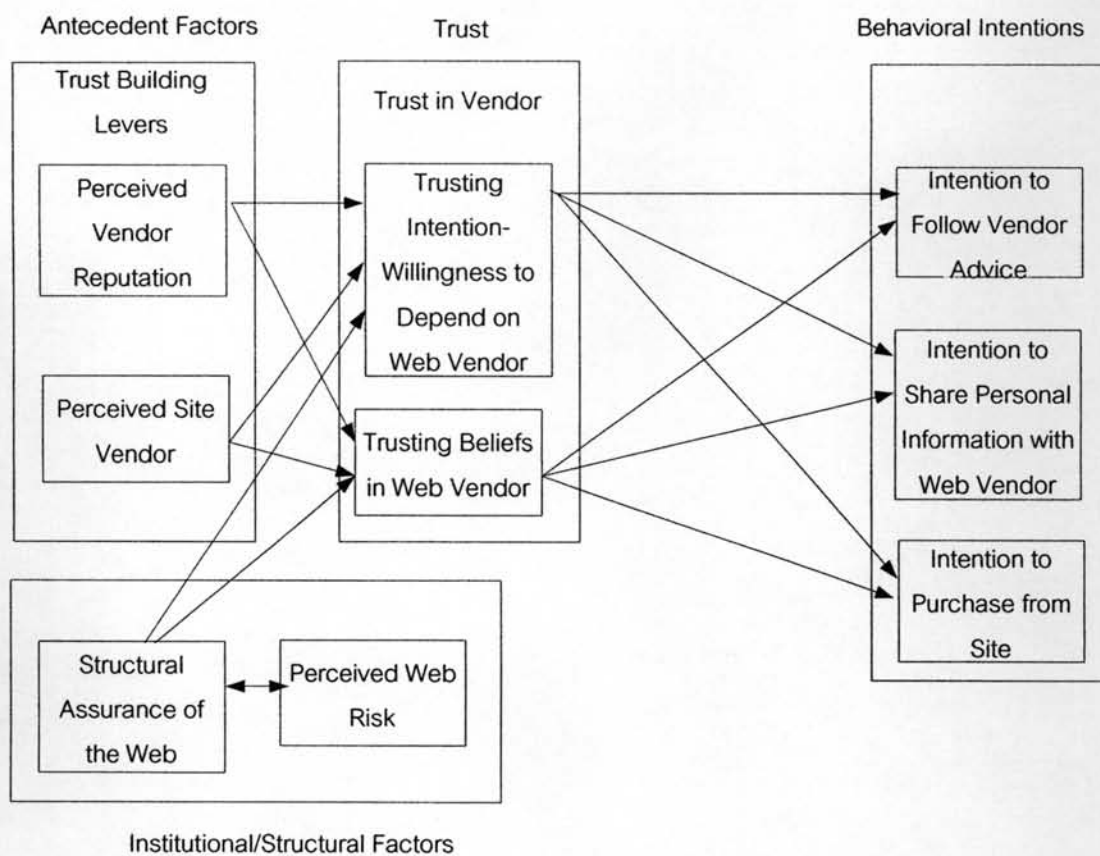 Antecedent Factors
Trust
Behavioral Intentions
Trust Building
Levers
Perceived
Vendor
Reputation
Perceived Site
Vendor
Trust in Vendor
Trusting
Intention-
Willingness to
Depend on
Web Vendor
Trusting Beliefs
in Web Vendor
Intention to
Follow Vendor
Advice
Intention to
Share Personal
Information with
Web Vendor
Intention to
Purchase from
Site
Structural
Assurance of
the Web
Perceived Web
Risk
Institutional/Structural Factors